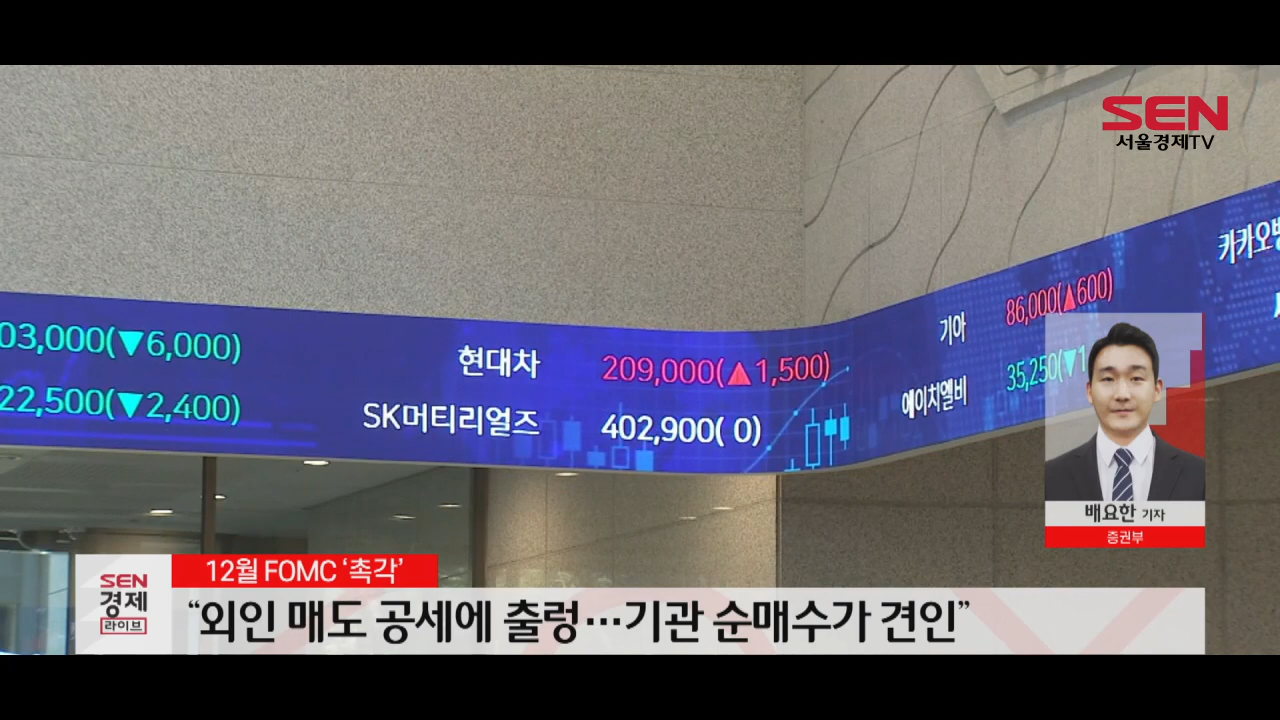 SEN
서울경제TV
03,000(▼6,000)
22,500(▼2,400)
현대차 209,000(▲1,500)
SK머티리얼즈 402,900( 0)
기아 86,000(▲600)
에이치엘비 35,250(▼1
카카오
배요한 기자
증권부
SEN
경제
라이브
12월 FOMC ‘촉각’
“외인 매도 공세에 출렁…기관 순매수가 견인”